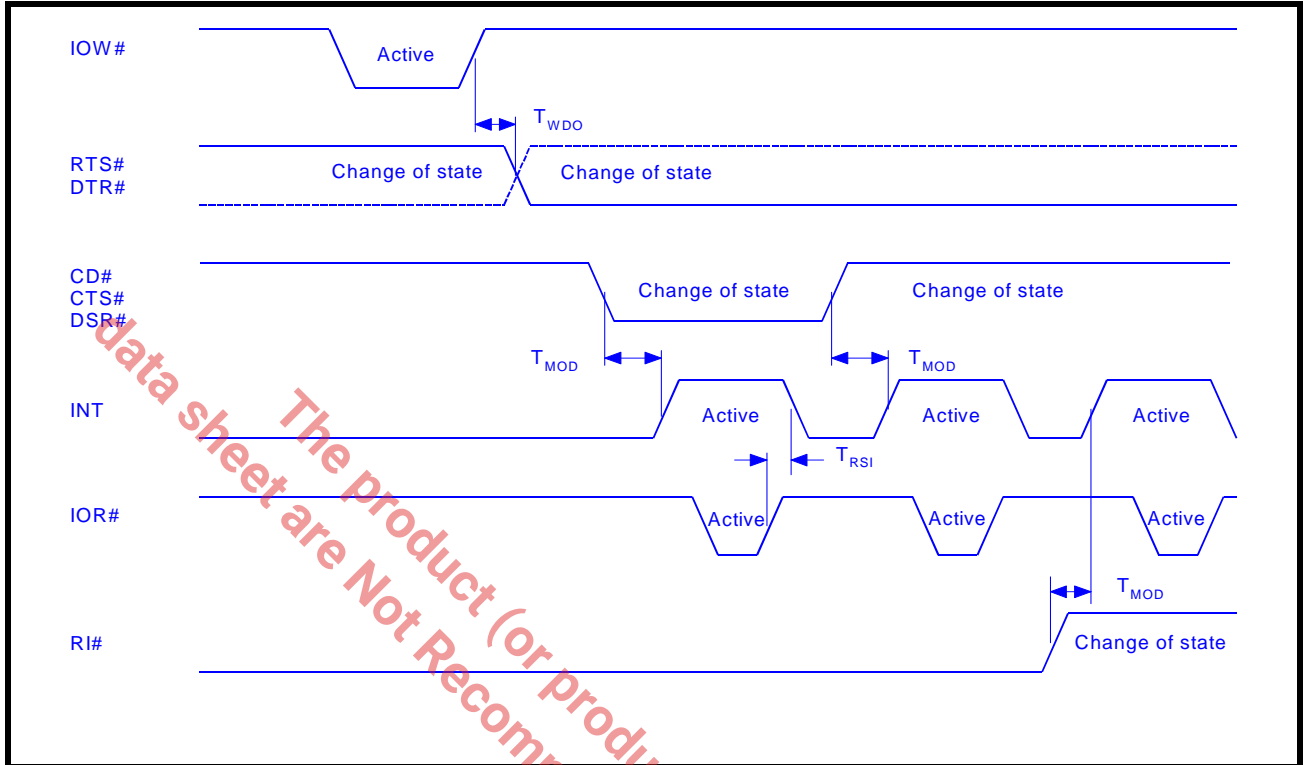 IOW#
Active
TWDO
RTS#
DTR#
Change of state
Change of state
CD#
CTS#
DSR#
Change of state
Change of state
TMOD
TMOD
INT
Active
Active
Active
TRSI
IOR#
Active
Active
Active
TMOD
RI#
Change of state
The product (or produ
data sheet are Not Recom